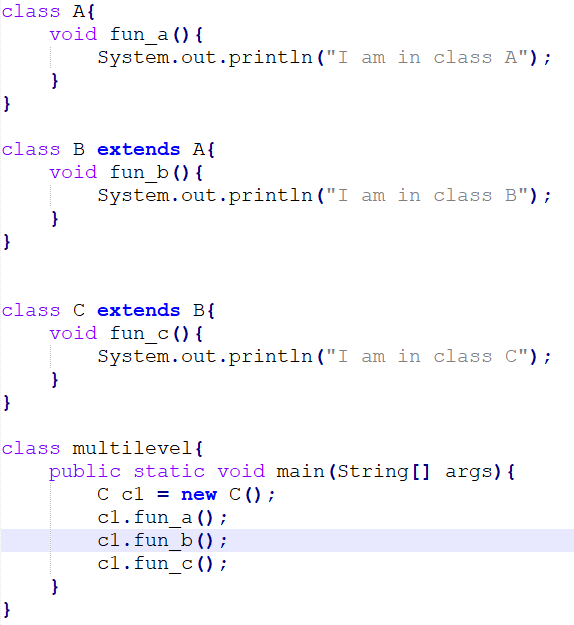 class A{
    void fun_a(){
        System.out.println("I am in class A");
    }
}

class B extends A{
    void fun_b(){
        System.out.println("I am in class B");
    }
}


class C extends B{
    void fun_c(){
        System.out.println("I am in class C");
    }
}

class multilevel{
    public static void main(String[] args){
        C c1 = new C();
        c1.fun_a();
        c1.fun_b();
        c1.fun_c();
    }
}